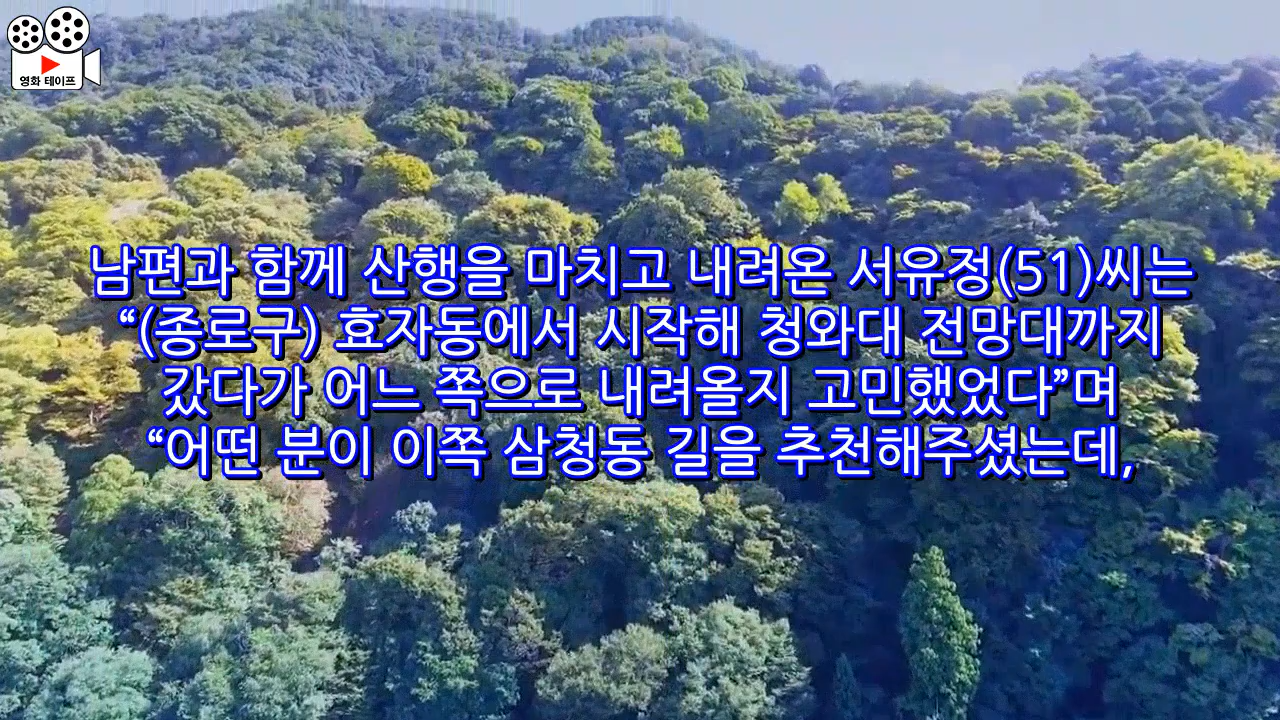 영화 테이프
남편과 함께 산행을 마치고 내려온 서유정(51)씨는
“(종로구) 효자동에서 시작해 청와대 전망대까지
갔다가 어느 쪽으로 내려올지 고민했었다”며
“어떤 분이 이쪽 삼청동 길을 추천해주셨는데,